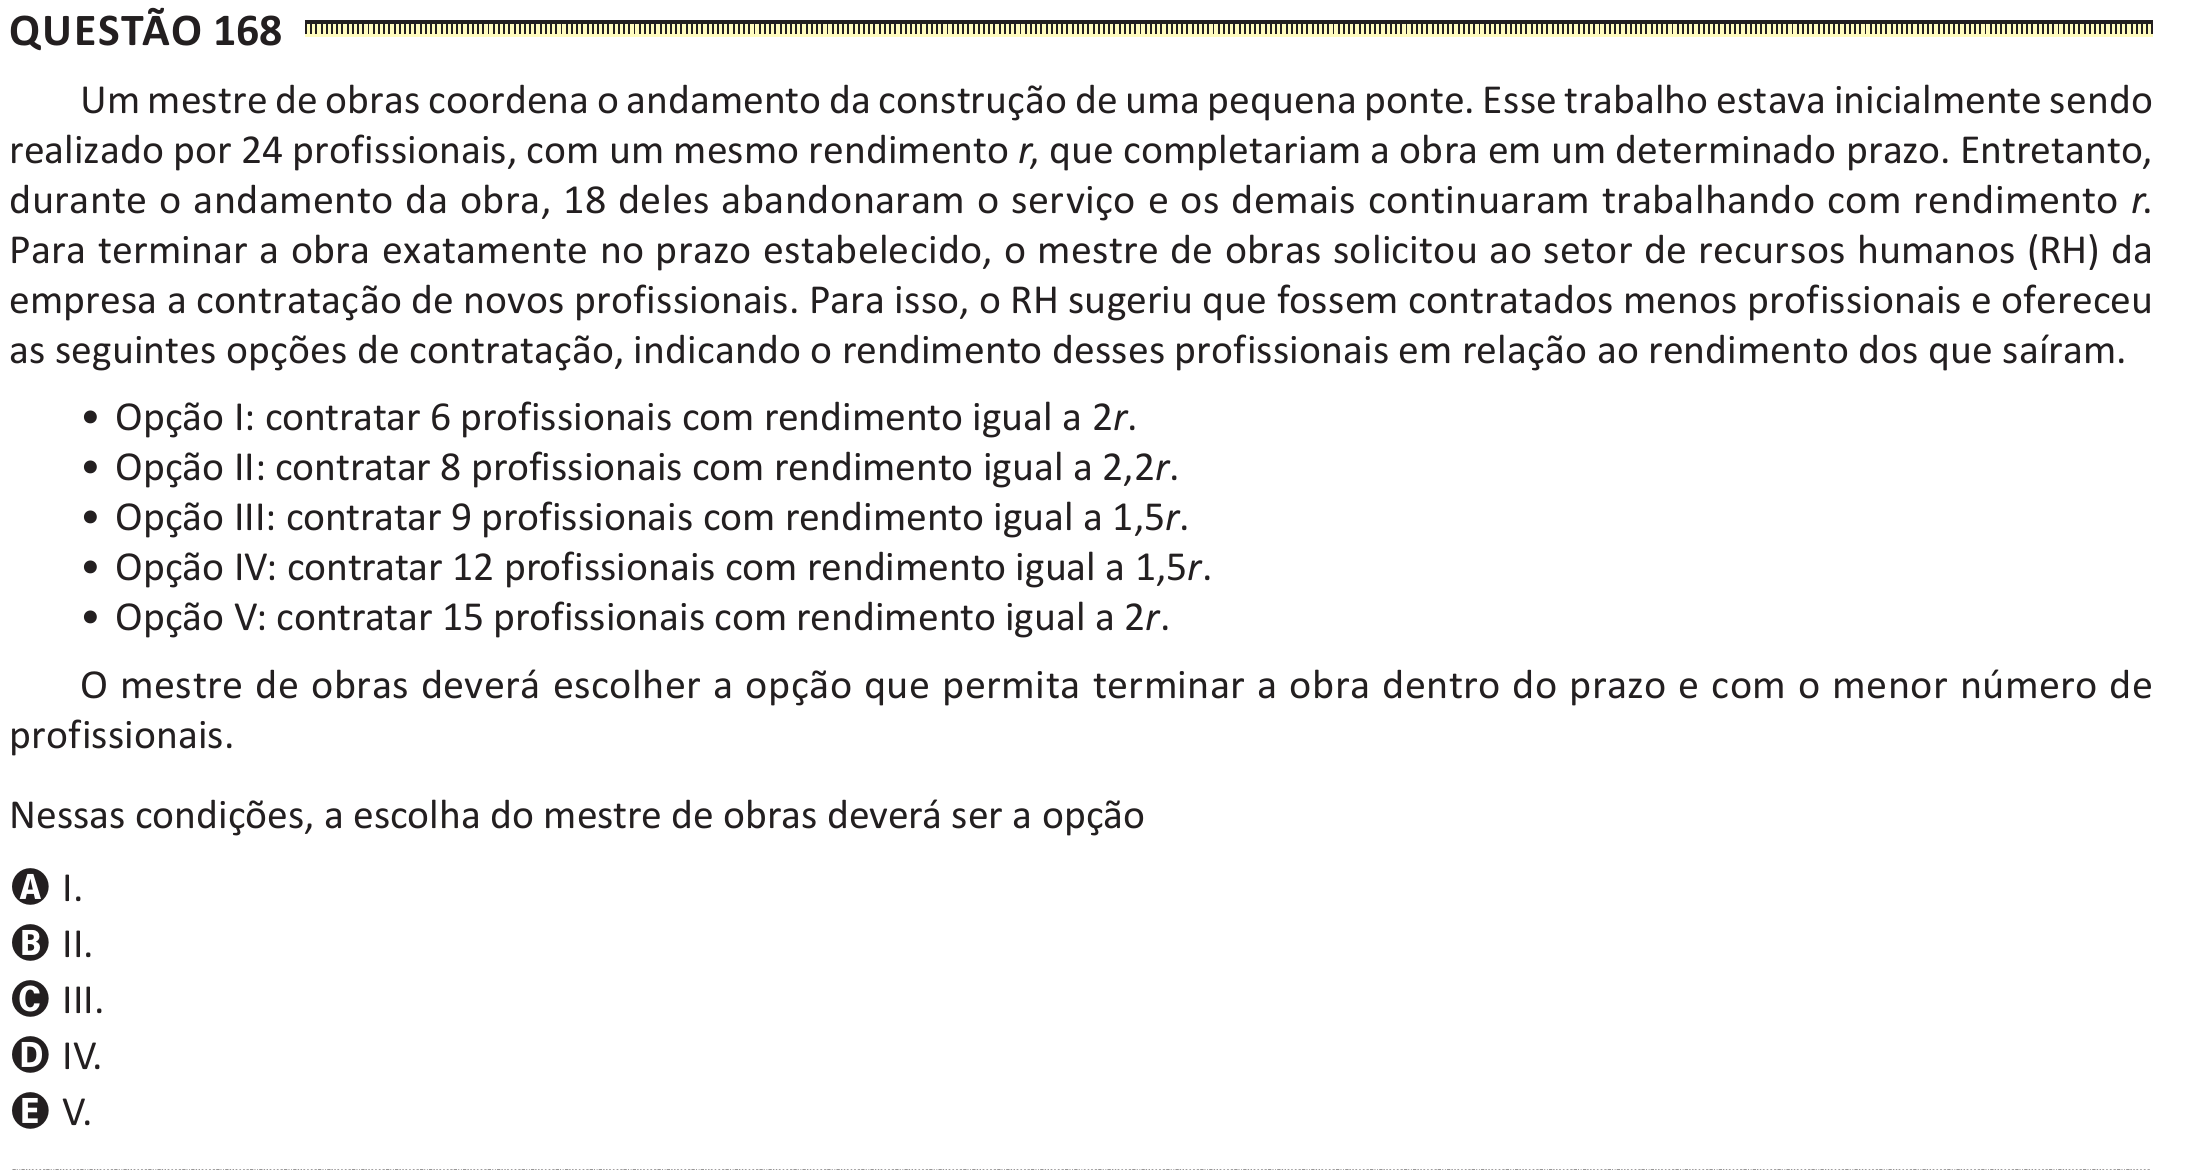 QUESTÃO 168
Um mestre de obras coordena o andamento da construção de uma pequena ponte. Esse trabalho estava inicialmente sendo
realizado por 24 profissionais, com um mesmo rendimento r, que completariam a obra em um determinado prazo. Entretanto,
durante o andamento da obra, 18 deles abandonaram o serviço e os demais continuaram trabalhando com rendimento r.
Para terminar a obra exatamente no prazo estabelecido, o mestre de obras solicitou ao setor de recursos humanos (RH) da
empresa a contratação de novos profissionais. Para isso, o RH sugeriu que fossem contratados menos profissionais e ofereceu
as seguintes opções de contratação, indicando o rendimento desses profissionais em relação ao rendimento dos que saíram.
• Opção I: contratar 6 profissionais com rendimento igual a 2r.
• Opção II: contratar 8 profissionais com rendimento igual a 2,2r.
• Opção III: contratar 9 profissionais com rendimento igual a 1,5r.
• Opção IV: contratar 12 profissionais com rendimento igual a 1,5r.
• Opção V: contratar 15 profissionais com rendimento igual a 2r.
O mestre de obras deverá escolher a opção que permita terminar a obra dentro do prazo e com o menor número de
profissionais.
Nessas condições, a escolha do mestre de obras deverá ser a opção
A I.
B II.
C III.
D IV.
E V.